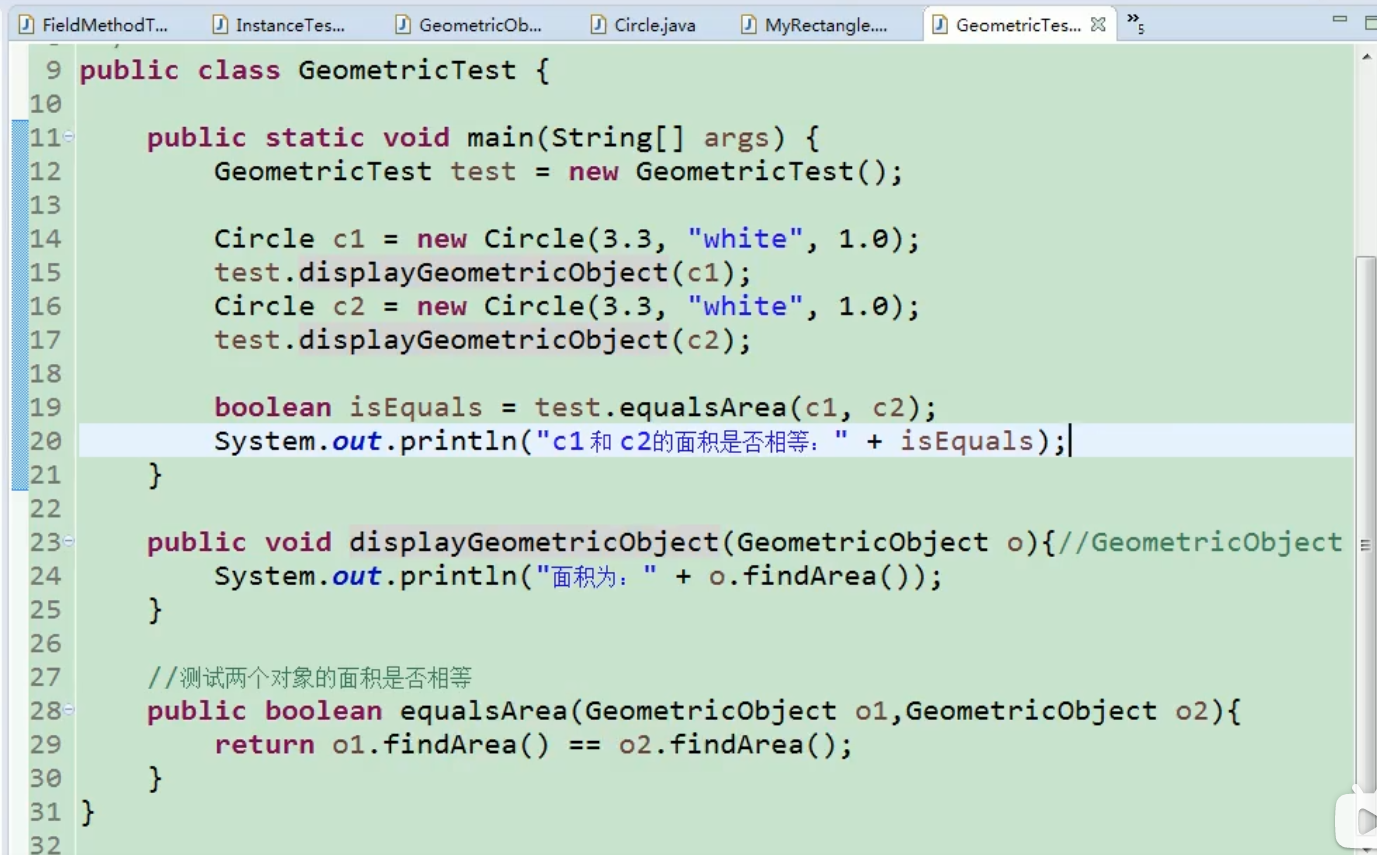 FieldMethodT...
InstanceTes...
GeometricOb...
Circle.java
MyRectangle....
GeometricTes...
»5
9 public class GeometricTest {
10
11 public static void main(String[] args) {
12 GeometricTest test = new GeometricTest();
13
14 Circle c1 = new Circle(3.3, "white", 1.0);
15 test.displayGeometricObject(c1);
16 Circle c2 = new Circle(3.3, "white", 1.0);
17 test.displayGeometricObject(c2);
18
19 boolean isEquals = test.equalsArea(c1, c2);
20 System.out.println("c1 和 c2的面积是否相等：" + isEquals);
21 }
22
23 public void displayGeometricObject(GeometricObject o){//GeometricObject
24 System.out.println("面积为：" + o.findArea());
25 }
26
27 //测试两个对象的面积是否相等
28 public boolean equalsArea(GeometricObject o1,GeometricObject o2){
29 return o1.findArea() == o2.findArea();
30 }
31 }
32